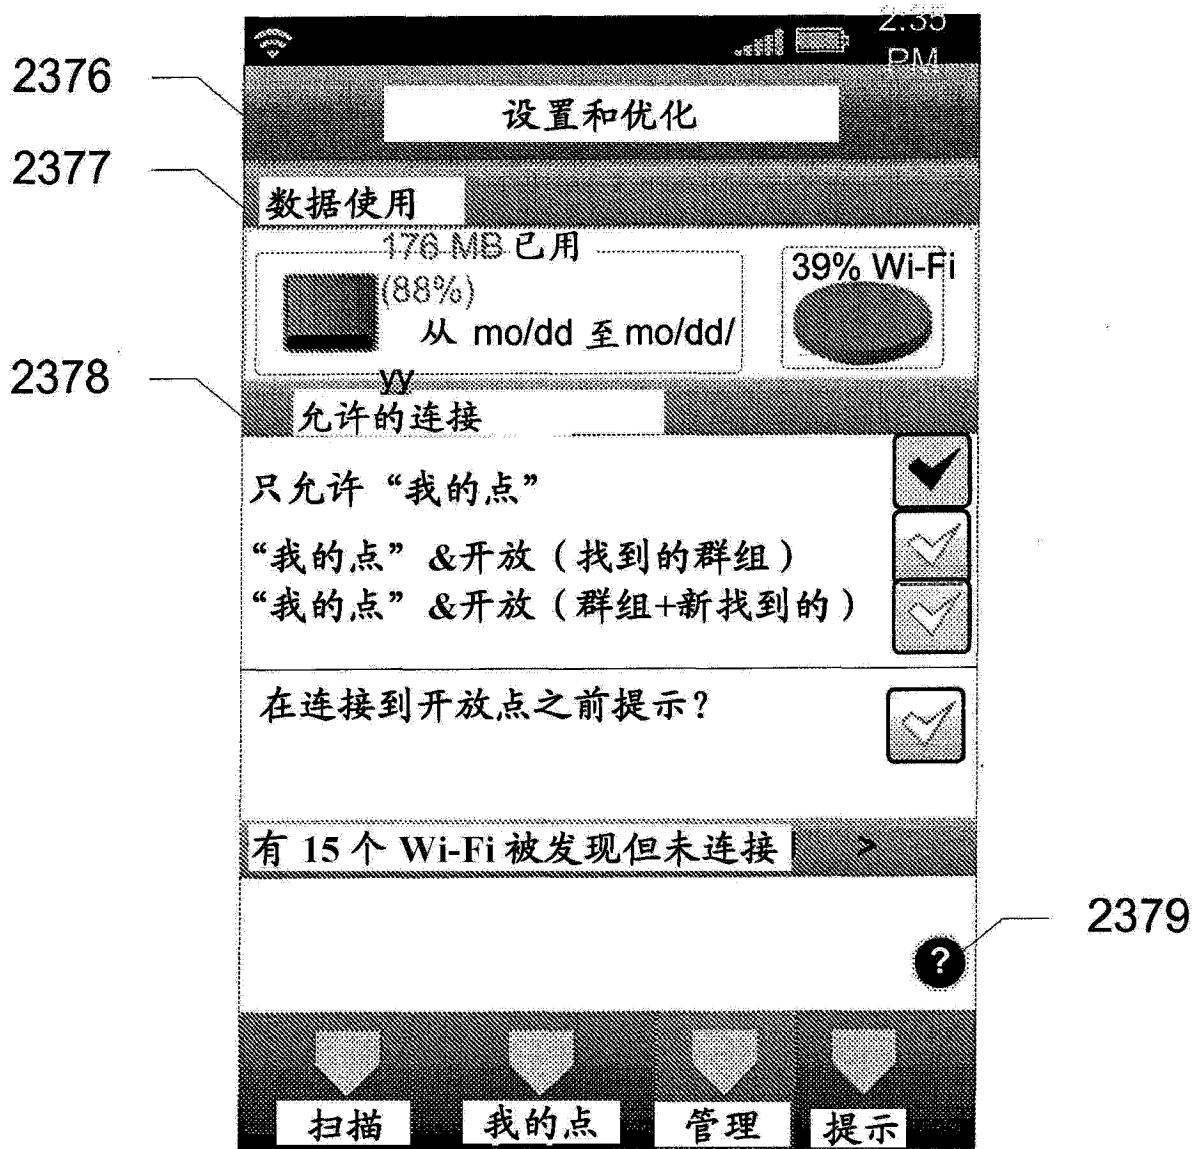 2:35
PM
2376
设置和优化
2377
数据使用
176 MB 已用
(88%)
39% Wi-Fi
从 mo/dd 至mo/dd/
yy
2378
允许的连接
只允许“我的点”
“我的点”&开放（找到的群组）
“我的点”&开放（群组+新找到的）
在连接到开放点之前提示？
有 15 个 Wi-Fi 被发现但未连接 >
2379
?
扫描 我的点 管理 提示